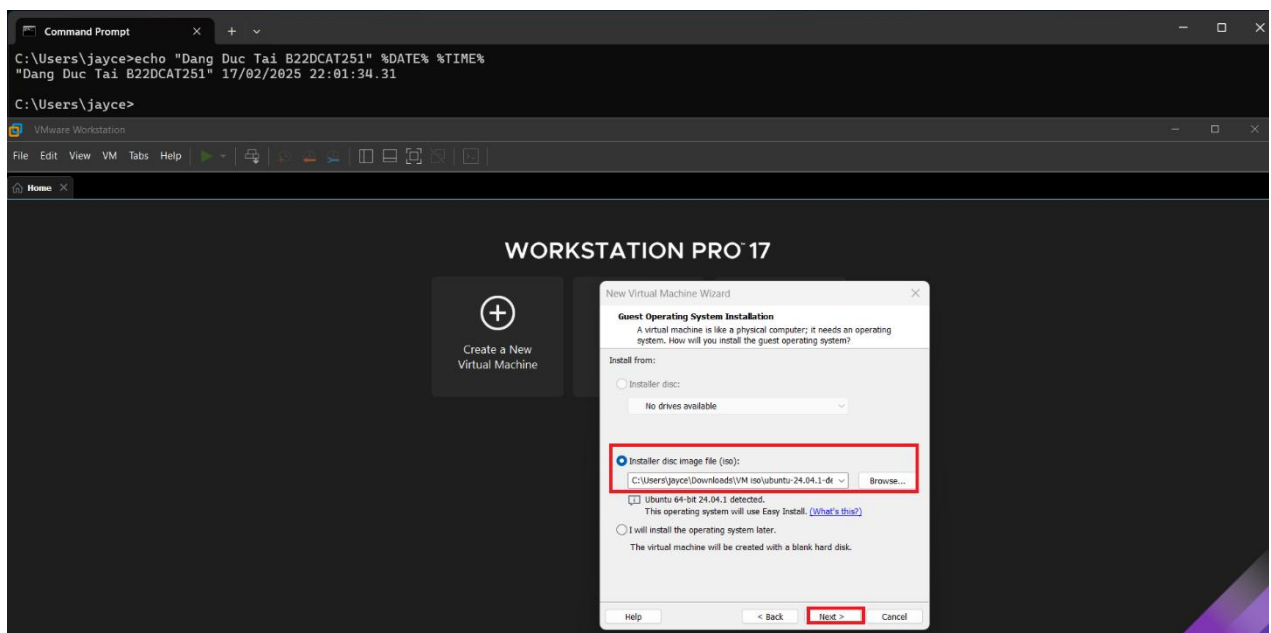 Command Prompt
C:\Users\jayce>echo "Dang Duc Tai B22DCAT251" %DATE% %TIME%
"Dang Duc Tai B22DCAT251" 17/02/2025 22:01:34.31
C:\Users\jayce>
VMware Workstation
File Edit View VM Tabs Help
Home
WORKSTATION PRO™ 17
Create a New
Virtual Machine
New Virtual Machine Wizard
Guest Operating System Installation
A virtual machine is like a physical computer; it needs an operating
system. How will you install the guest operating system?
Install from:
Installer disc:
No drives available
Installer disc image file (iso):
C:\Users\jayce\Downloads\VM iso\ubuntu-24.04.1-de Browse...
Ubuntu 64-bit 24.04.1 detected.
This operating system will use Easy Install. (What's this?)
I will install the operating system later.
The virtual machine will be created with a blank hard disk.
Help < Back Next > Cancel